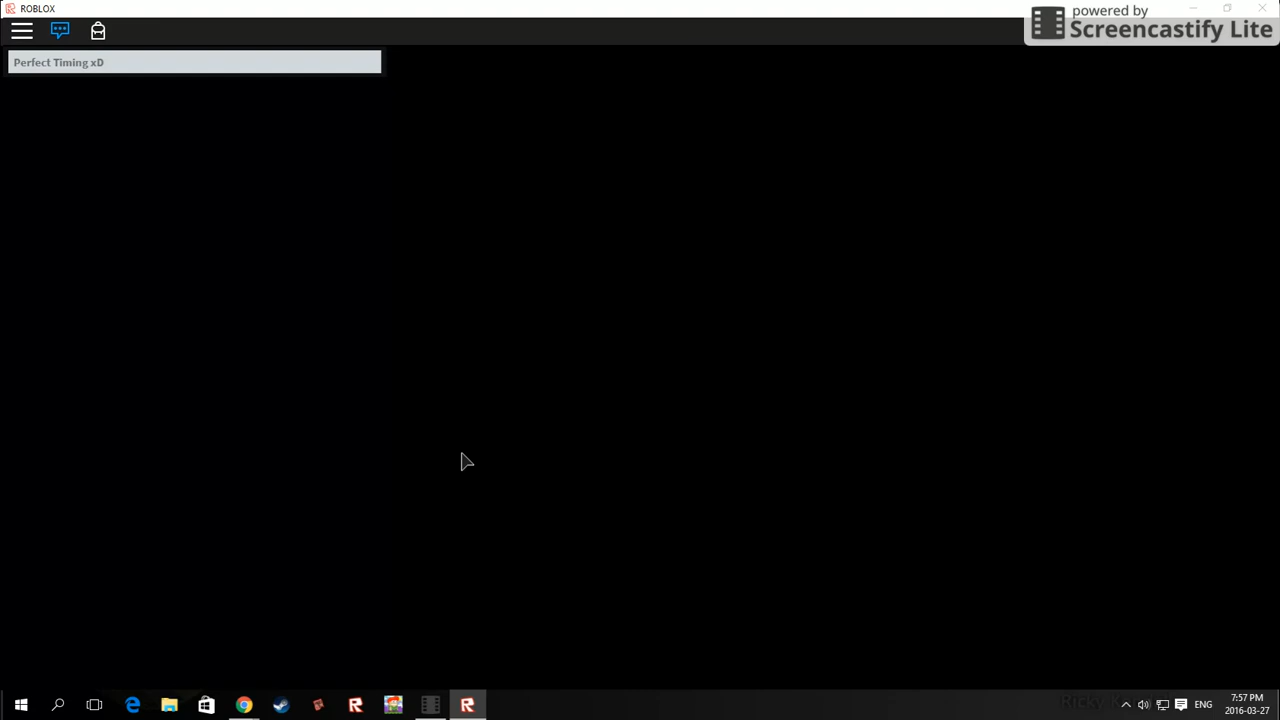 ROBLOX
powered by
Screencastify Lite
Perfect Timing xD
ENG
7:57 PM
2016-03-27